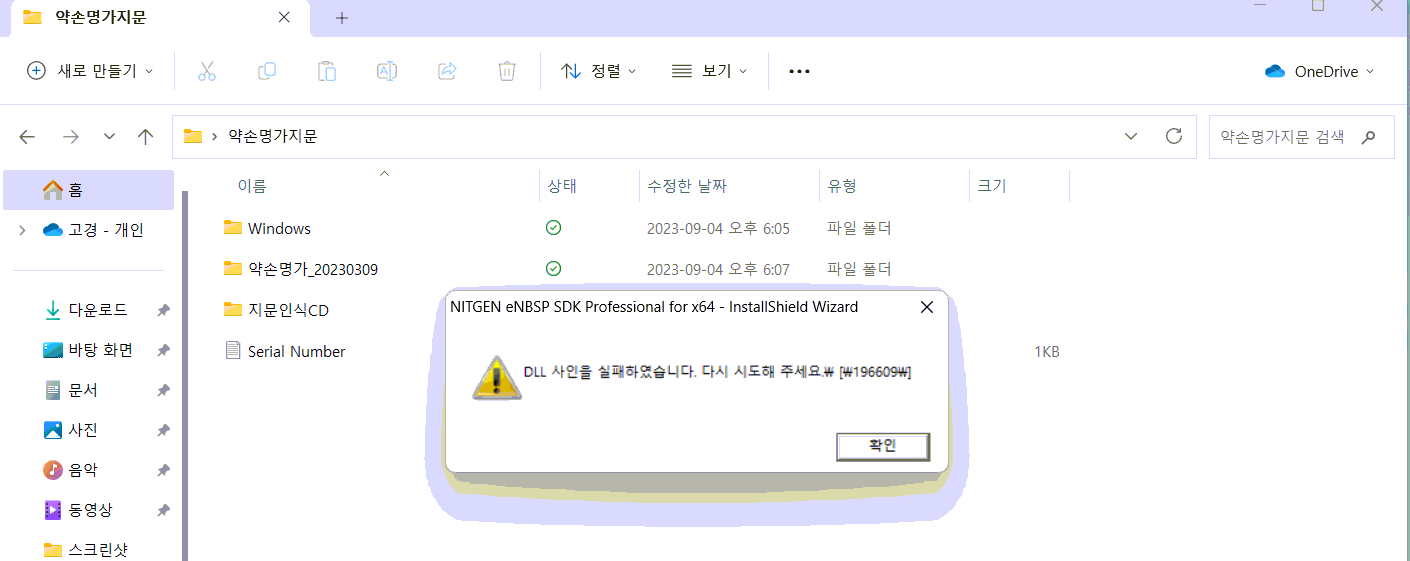 약손명가지문
새로 만들기
정렬
보기
OneDrive
약손명가지문
약손명가지문 검색
홈
고경 - 개인
다운로드
바탕 화면
문서
사진
음악
동영상
스크린샷
이름 상태 수정한 날짜 유형 크기
Windows 2023-09-04 오후 6:05 파일 폴더
약손명가_20230309 2023-09-04 오후 6:07 파일 폴더
지문인식CD
Serial Number 1KB
NITGEN eNBSP SDK Professional for x64 - InstallShield Wizard
DLL 사인을 실패하였습니다. 다시 시도해 주세요.₩ [₩196609₩]
확인